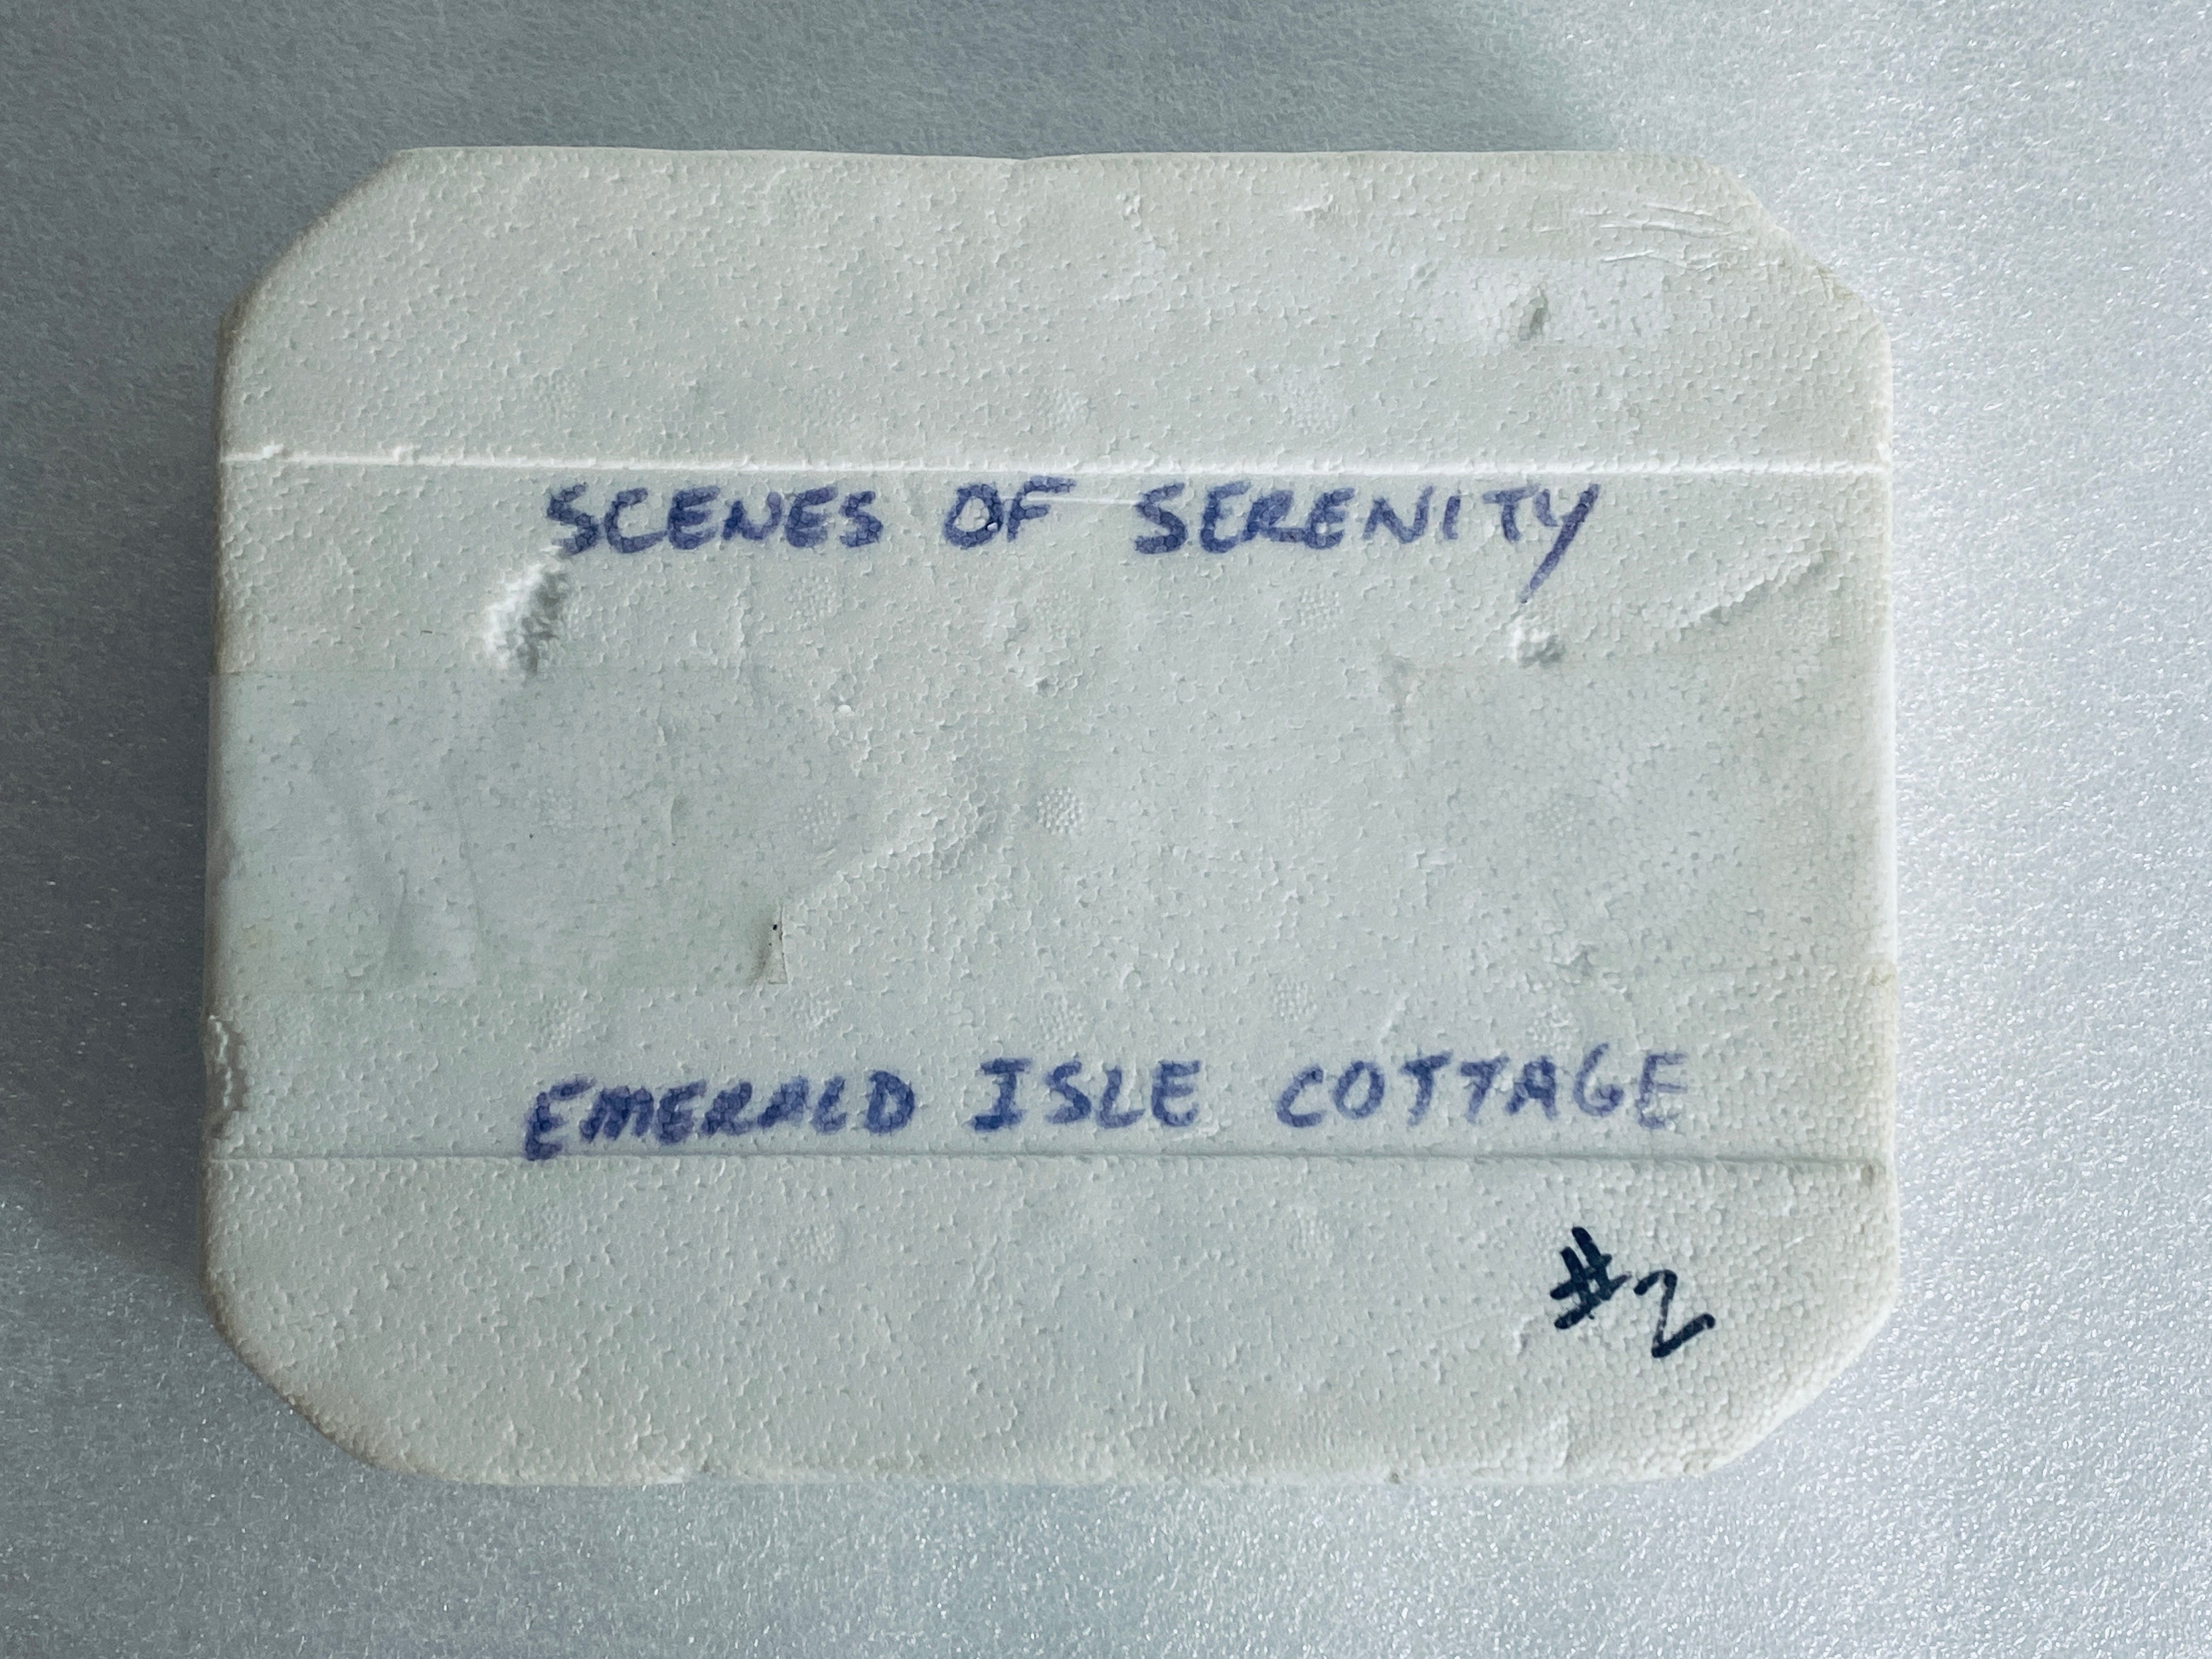 SCENES OF SERENITY
EMERALD ISLE COTTAGE
#2